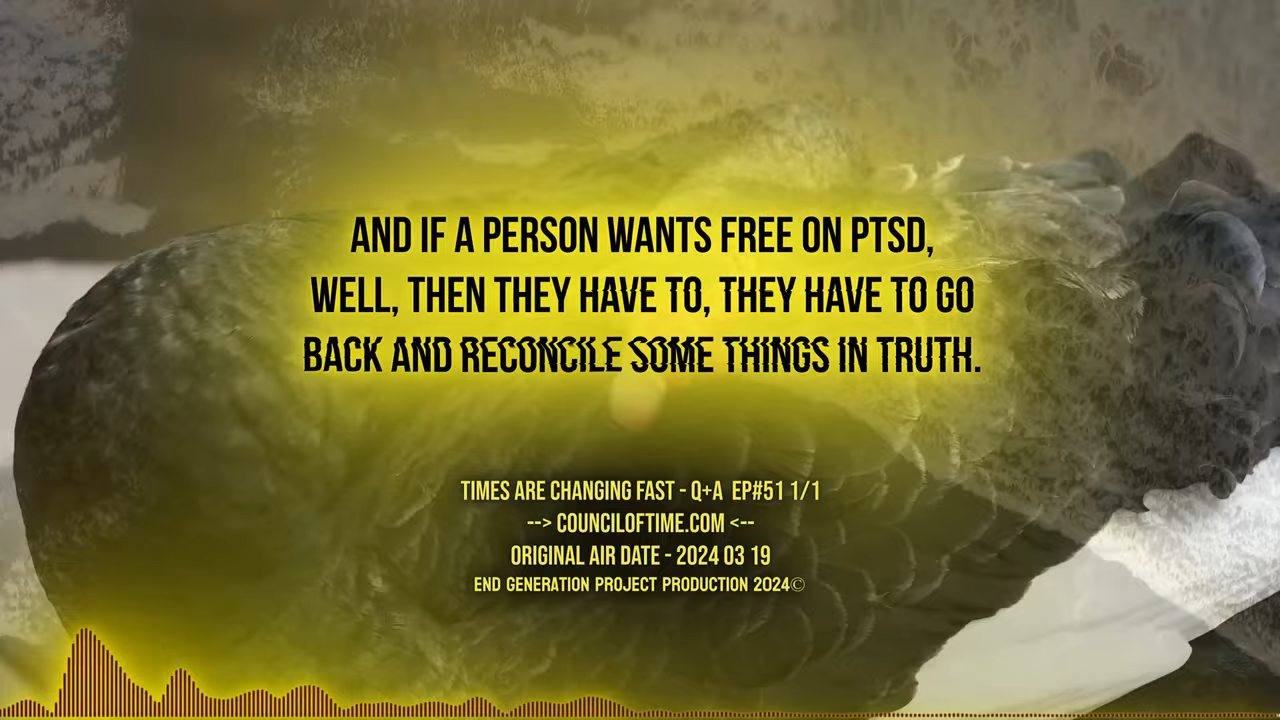 AND IF A PERSON WANTS FREE ON PTSD,
WELL, THEN THEY HAVE TO, THEY HAVE TO GO
BACK AND RECONCILE SOME THINGS IN TRUTH.
TIMES ARE CHANGING FAST - Q+A EP#51 1/1
--> COUNCILOFTIME.COM <--
ORIGINAL AIR DATE - 2024 03 19
END GENERATION PROJECT PRODUCTION 2024©